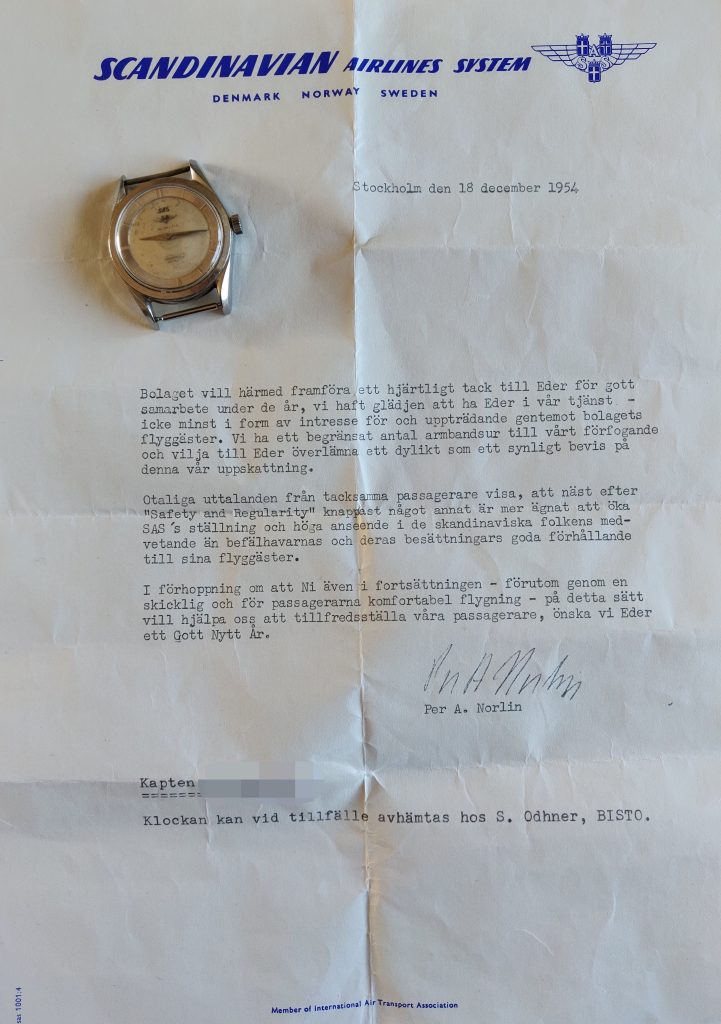 SCANDINAVIAN AIRLINES SYSTEM
DENMARK NORWAY SWEDEN
SAS
Stockholm den 18 december 1954
Bolaget vill härmed framföra ett hjärtligt tack till Eder för gott
samarbete under de år, vi haft glädjen att ha Eder i vår tjänst -
icke minst i form av intresse för och uppträdande gentemot bolagets
flyggäster. Vi ha ett begränsat antal armbandsur till vårt förfogande
och vilja till Eder överlämna ett dylikt som ett synligt bevis på
denna vår uppskattning.
Otaliga uttalanden från tacksamma passagerare visa, att näst efter
"Safety and Regularity" knappast något annat är mer ägnat att öka
SAS´s ställning och höga anseende i de skandinaviska folkens med-
vetande än befälhavarnas och deras besättningars goda förhållande
till sina flyggäster.
I förhoppning om att Ni även i fortsättningen - förutom genom en
skicklig och för passagerarna komfortabel flygning - på detta sätt
vill hjälpa oss att tillfredsställa våra passagerare, önska vi Eder
ett Gott Nytt År.
Per A Norlin
Per A. Norlin
Kapten
Klockan kan vid tillfälle avhämtas hos S. Odhner, BISTO.
sas 1001:4
Member of International Air Transport Association